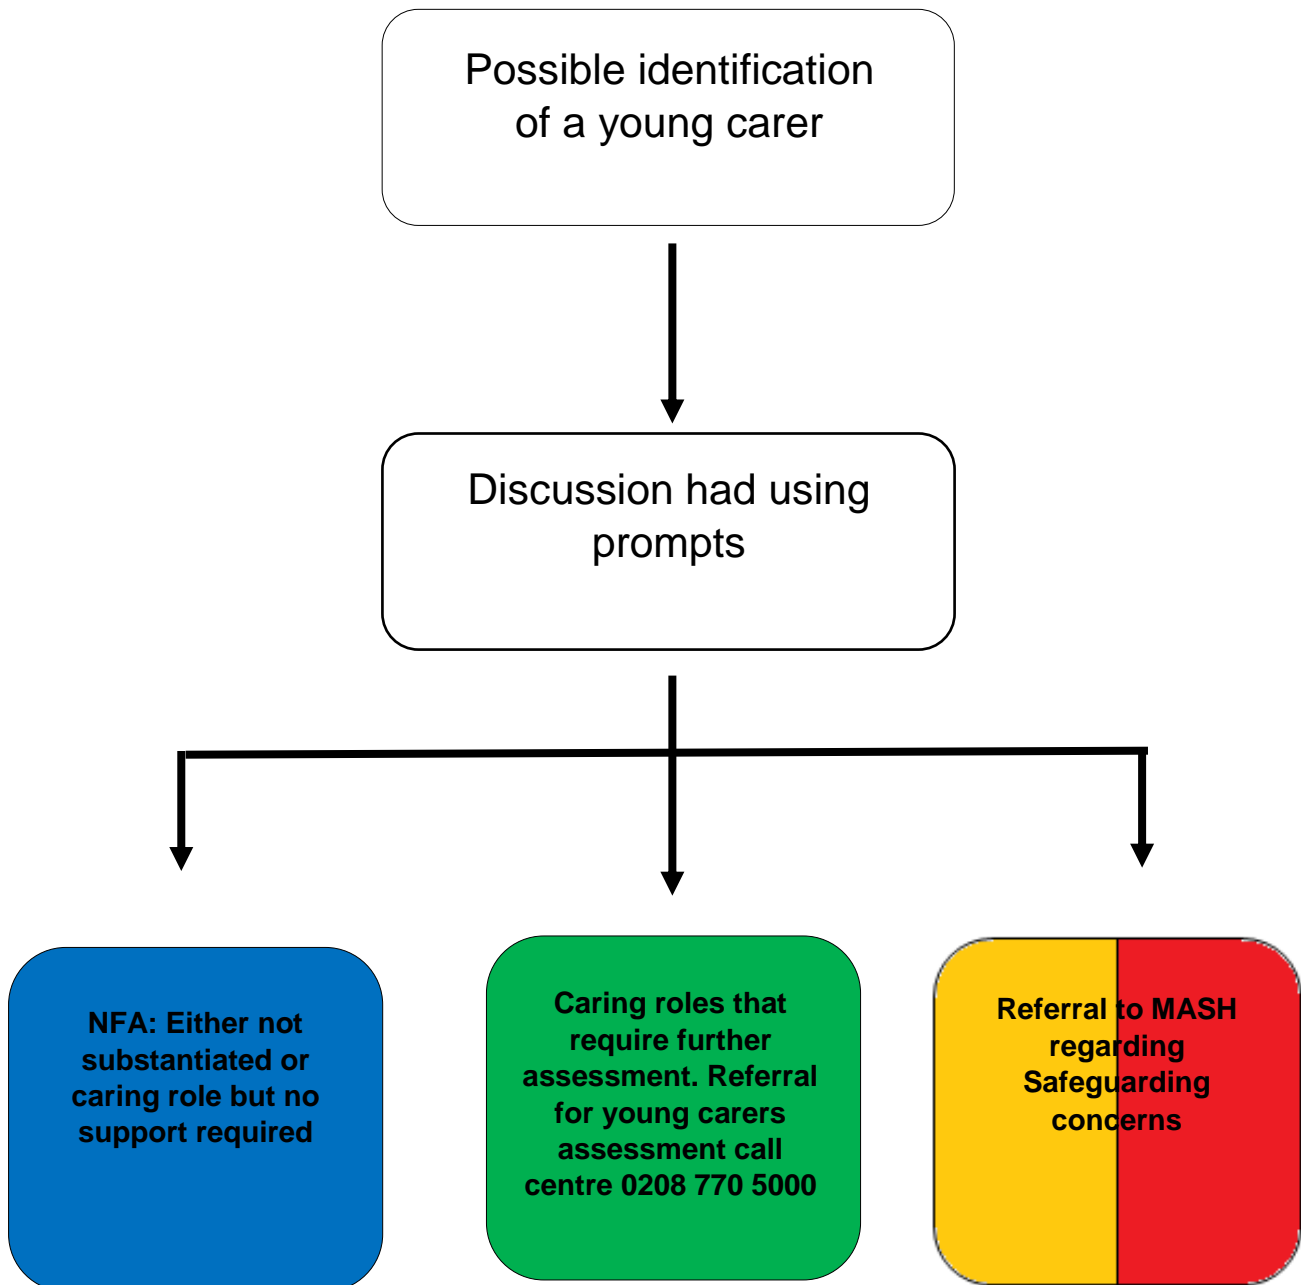 Possible identification
of a young carer
Discussion had using
prompts
NFA: Either not
substantiated or
caring role but no
support required
Caring roles that
require further
assessment. Referral
for young carers
assessment call
centre 0208 770 5000
Referral to MASH
regarding
Safeguarding
concerns